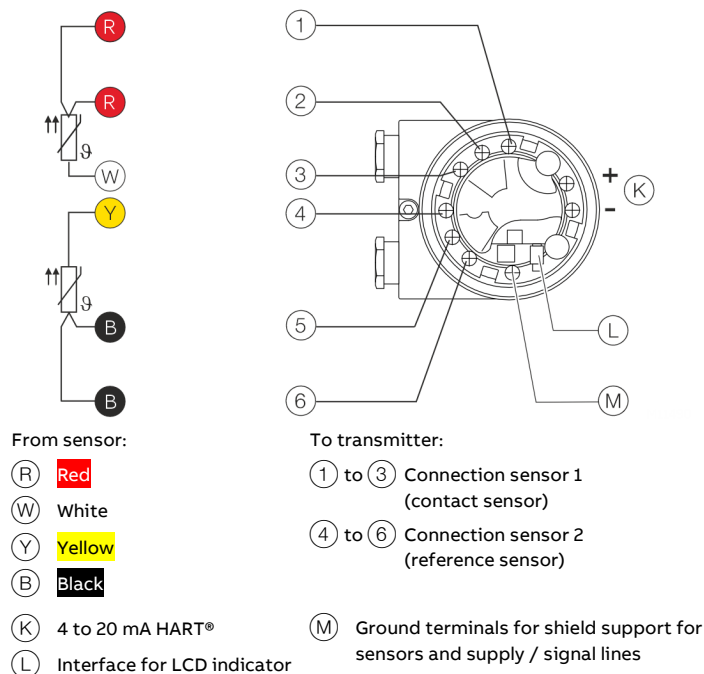 R
R
ϑ
W
Y
ϑ
B
B
1
2
3
4
5
6
+
-
K
L
M
From sensor:
R Red
W White
Y Yellow
B Black
K 4 to 20 mA HART®
L Interface for LCD indicator
To transmitter:
1 to 3 Connection sensor 1
(contact sensor)
4 to 6 Connection sensor 2
(reference sensor)
M Ground terminals for shield support for
sensors and supply / signal lines